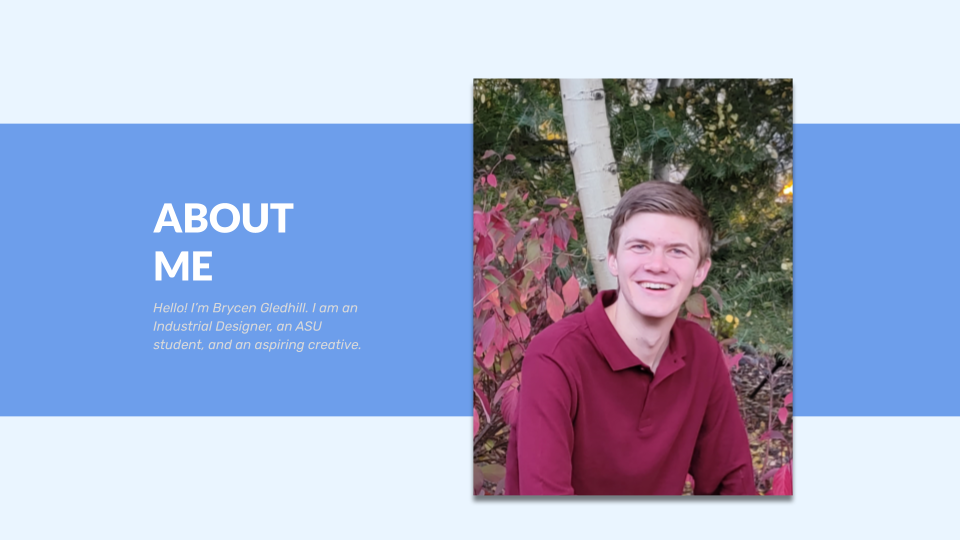 ABOUT
ME
Hello! I'm Brycen Gledhill. I am an
Industrial Designer, an ASU
student, and an aspiring creative.